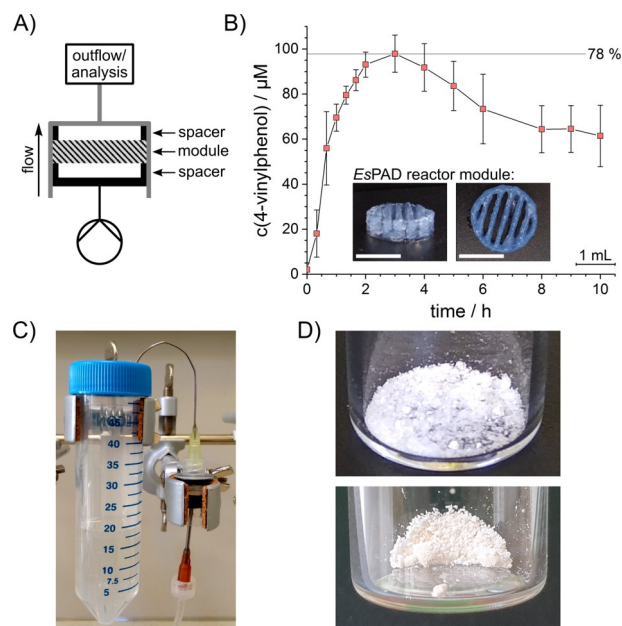 A)
outflow/
analysis
flow
spacer
module
spacer
B)
c(4-vinylphenol) / µM
100
80
60
40
20
0
78 %
EsPAD reactor module:
1 mL
0
2
4
6
8
10
time / h
C)
45
40
35
30
25
20
15
10
7.5
5
D)